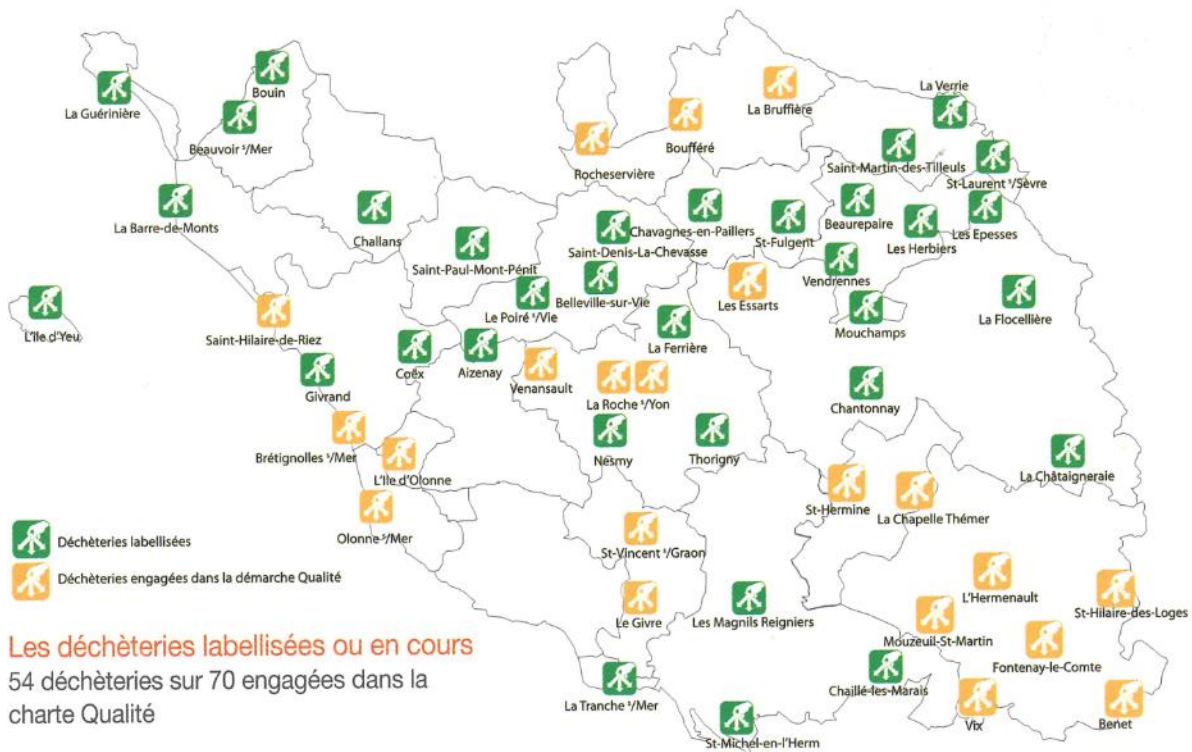 La Verrie
Bouin
La Guérinière
La Bruffière
Beauvoir s/Mer
Boufféré
Rocheservière
Saint-Martin-des-Tilleuls
St-Laurent s/Sèvre
La Barre-de-Monts
Challans
Chavagnes-en-Paillers
St-Fulgent
Beaurepaire
Les Herbiers
Les Epesses
Saint-Denis-La-Chevasse
Saint-Paul-Mont-Pénit
Vendrennes
Belleville-sur-Vie
Les Essarts
Le Poiré s/Vie
La Flocellière
L'Ile d'Yeu
Saint-Hilaire-de-Riez
Mouchamps
La Ferrière
Coëx
Aizenay
Venansault
Givrand
La Roche s/Yon
Chantonnay
Brétignolles s/Mer
Nesmy
Thorigny
L'Ile d'Olonne
La Châtaigneraie
St-Hermine
La Chapelle Thémer
Olonne s/Mer
St-Vincent s/Graon
Déchèteries labellisées
Déchèteries engagées dans la démarche Qualité
L'Hermenault
St-Hilaire-des-Loges
Le Givre
Les Magnils Reigniers
Mouzeuil-St-Martin
Fontenay-le-Comte
Les déchèteries labellisées ou en cours
54 déchèteries sur 70 engagées dans la
charte Qualité
Chaillé-les-Marais
La Tranche s/Mer
Vix
Benet
St-Michel-en-l'Herm